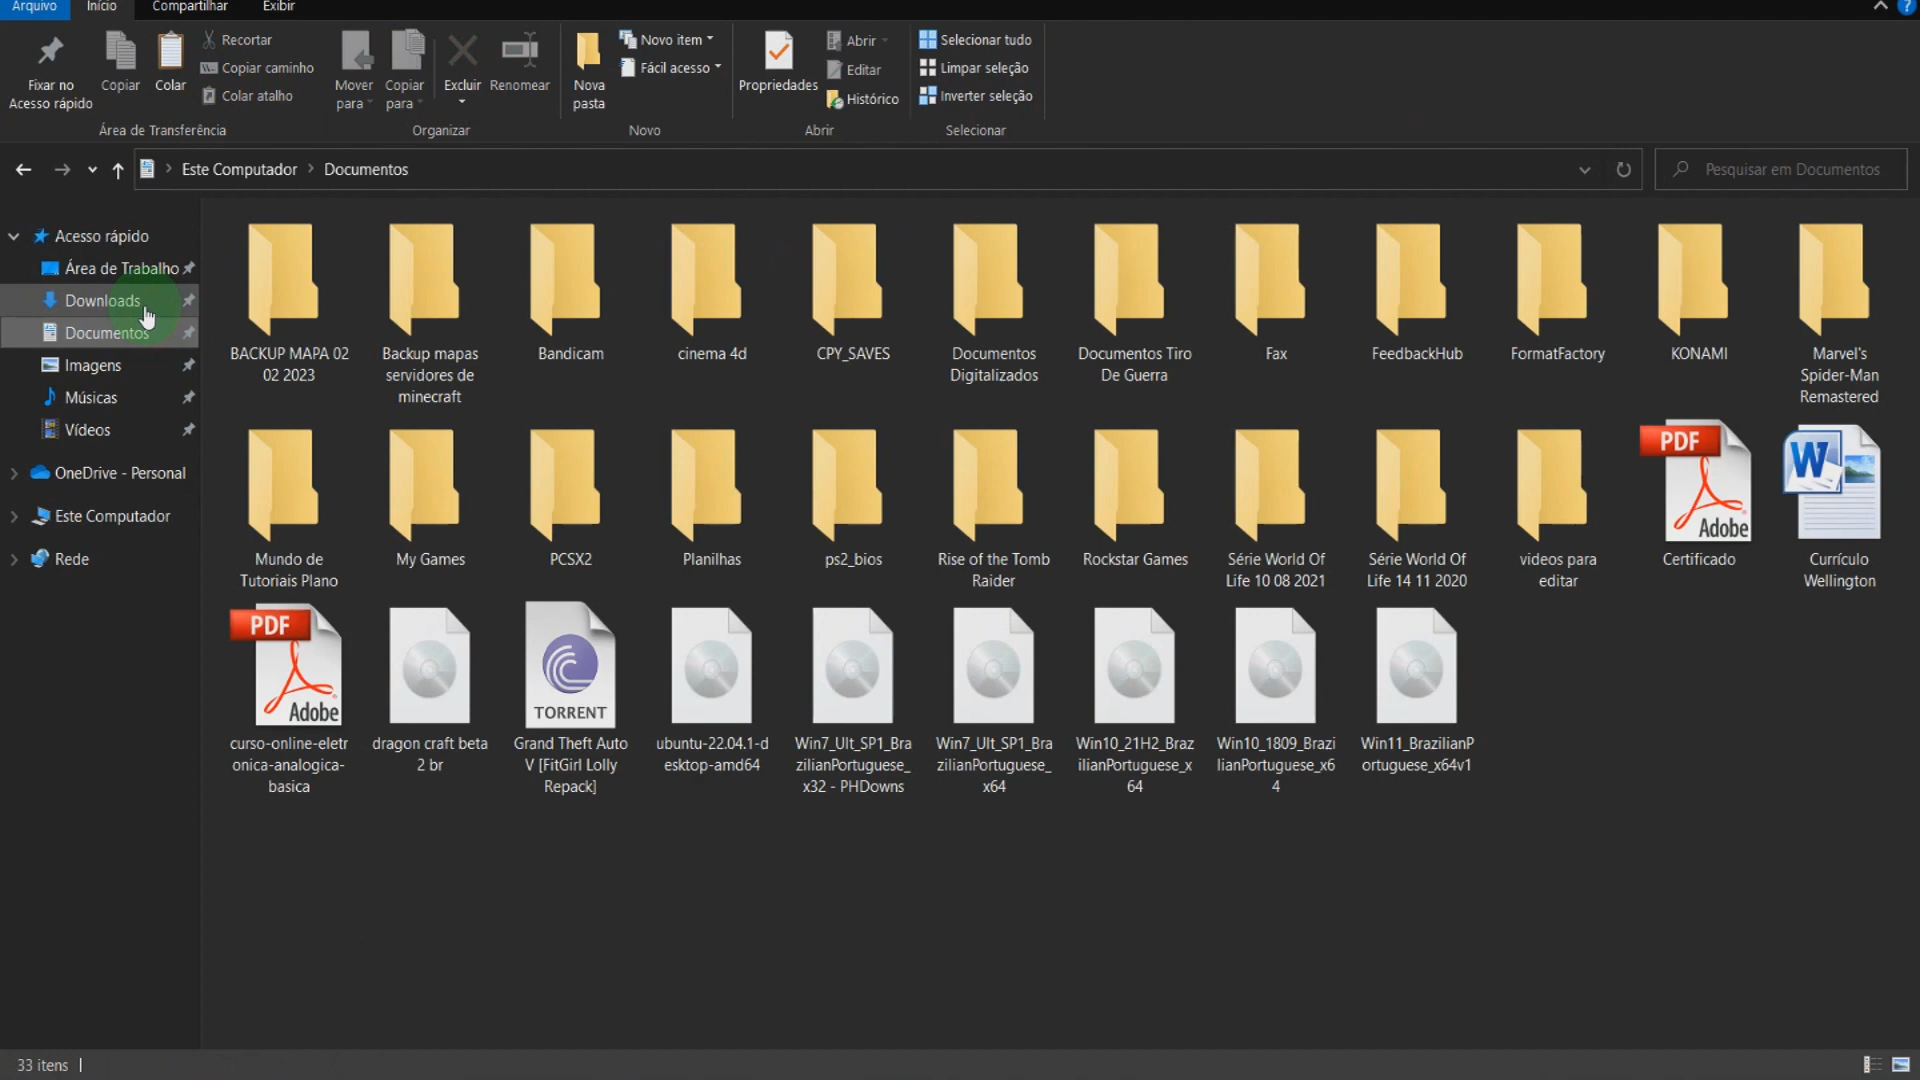 Arquivo
Início
Compartilhar
Exibir
Fixar no
Acesso rápido
Copiar
Colar
Recortar
Copiar caminho
Colar atalho
Área de Transferência
Mover
para
Copiar
para
Excluir
Renomear
Organizar
Nova
pasta
Novo item
Fácil acesso
Novo
Propriedades
Abrir
Editar
Histórico
Abrir
Selecionar tudo
Limpar seleção
Inverter seleção
Selecionar
Este Computador
Documentos
Pesquisar em Documentos
Acesso rápido
Área de Trabalho
Downloads
Documentos
Imagens
Músicas
Vídeos
OneDrive - Personal
Este Computador
Rede
BACKUP MAPA 02
02 2023
Backup mapas
servidores de
minecraft
Bandicam
cinema 4d
CPY_SAVES
Documentos
Digitalizados
Documentos Tiro
De Guerra
Fax
FeedbackHub
FormatFactory
KONAMI
Marvel's
Spider-Man
Remastered
Mundo de
Tutoriais Plano
My Games
PCSX2
Planilhas
ps2_bios
Rise of the Tomb
Raider
Rockstar Games
Série World Of
Life 10 08 2021
Série World Of
Life 14 11 2020
videos para
editar
PDF
Adobe
Certificado
W
Currículo
Wellington
PDF
Adobe
curso-online-eletr
onica-analogica-
basica
dragon craft beta
2 br
TORRENT
Grand Theft Auto
V [FitGirl Lolly
Repack]
ubuntu-22.04.1-d
esktop-amd64
Win7_Ult_SP1_Bra
zilianPortuguese_
x32 - PHDowns
Win7_Ult_SP1_Bra
zilianPortuguese_
x64
Win10_21H2_Braz
ilianPortuguese_x
64
Win10_1809_Brazi
lianPortuguese_x6
4
Win11_BrazilianP
ortuguese_x64v1
33 itens